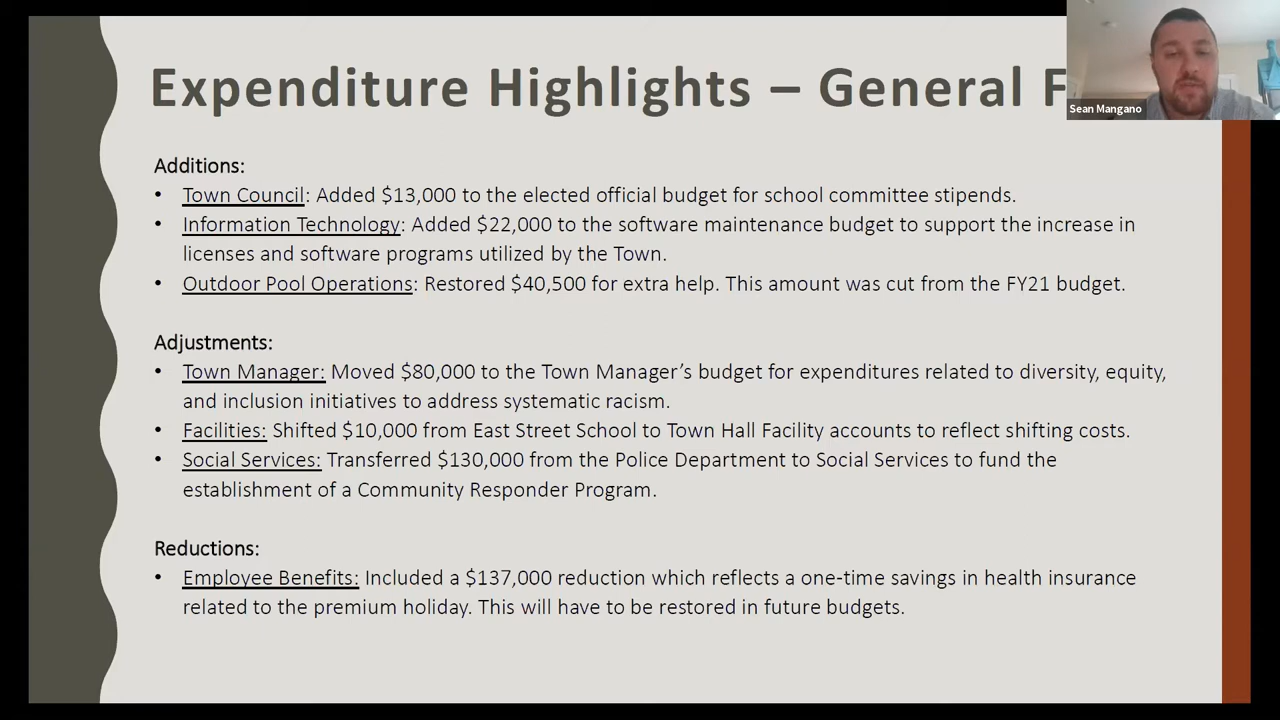 Expenditure Highlights – General F
Sean Mangano
Additions:
• Town Council: Added $13,000 to the elected official budget for school committee stipends.
• Information Technology: Added $22,000 to the software maintenance budget to support the increase in
licenses and software programs utilized by the Town.
• Outdoor Pool Operations: Restored $40,500 for extra help. This amount was cut from the FY21 budget.
Adjustments:
• Town Manager: Moved $80,000 to the Town Manager’s budget for expenditures related to diversity, equity,
and inclusion initiatives to address systematic racism.
• Facilities: Shifted $10,000 from East Street School to Town Hall Facility accounts to reflect shifting costs.
• Social Services: Transferred $130,000 from the Police Department to Social Services to fund the
establishment of a Community Responder Program.
Reductions:
• Employee Benefits: Included a $137,000 reduction which reflects a one-time savings in health insurance
related to the premium holiday. This will have to be restored in future budgets.